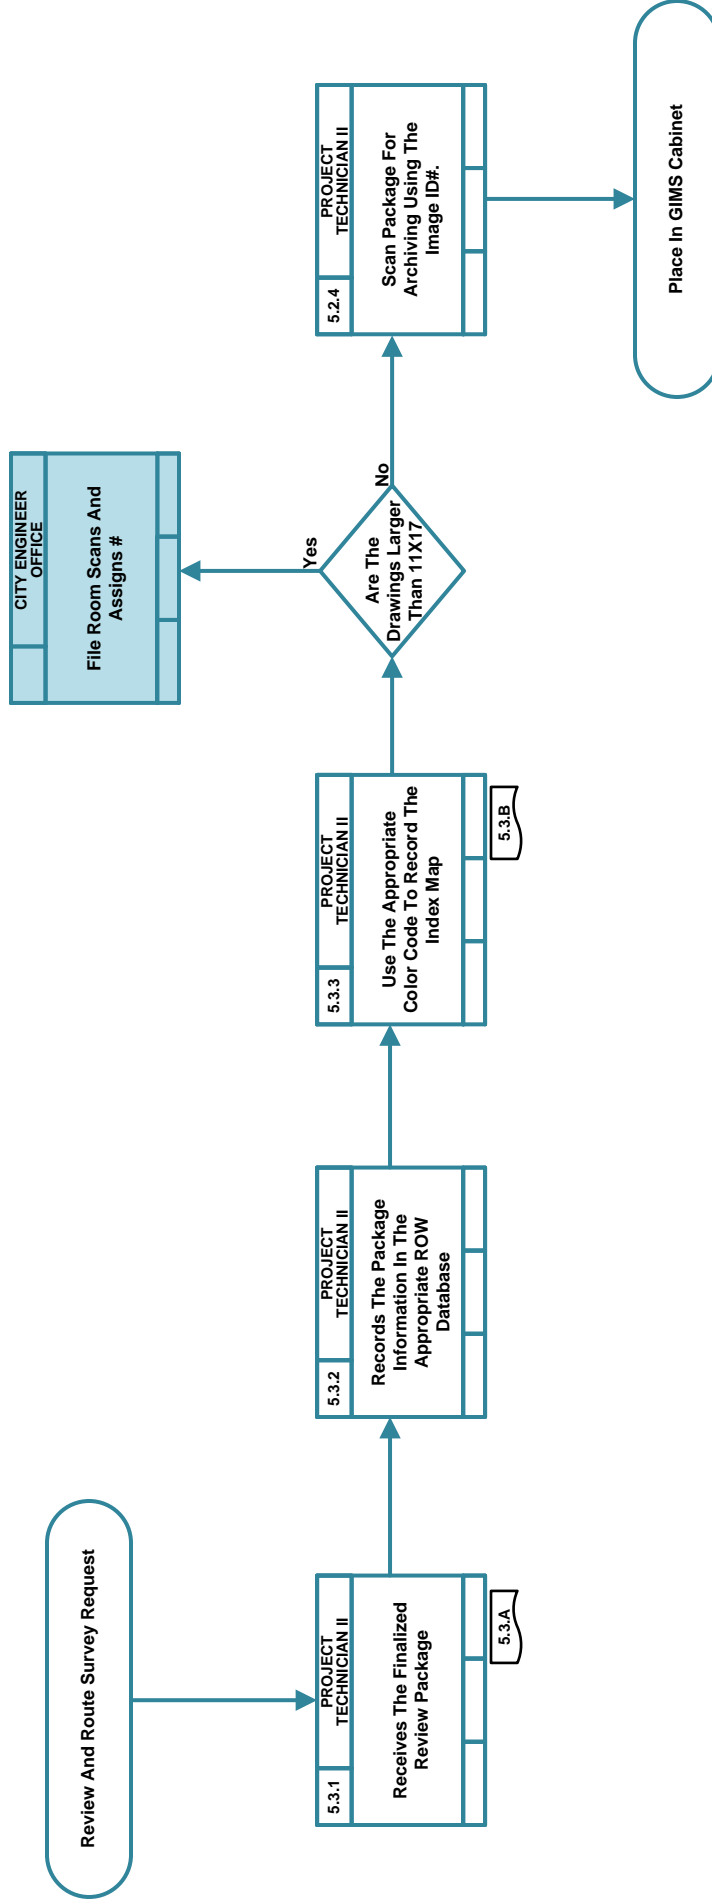 Review And Route Survey Request
5.3.1
PROJECT
TECHNICIAN II
Receives The Finalized
Review Package
5.3.A
5.3.2
PROJECT
TECHNICIAN II
Records The Package
Information In The
Appropriate ROW
Database
5.3.3
PROJECT
TECHNICIAN II
Use The Appropriate
Color Code To Record The
Index Map
5.3.B
Are The
Drawings Larger
Than 11X17
Yes
No
CITY ENGINEER
OFFICE
File Room Scans And
Assigns #
5.2.4
PROJECT
TECHNICIAN II
Scan Package For
Archiving Using The
Image ID#.
Place In GIMS Cabinet